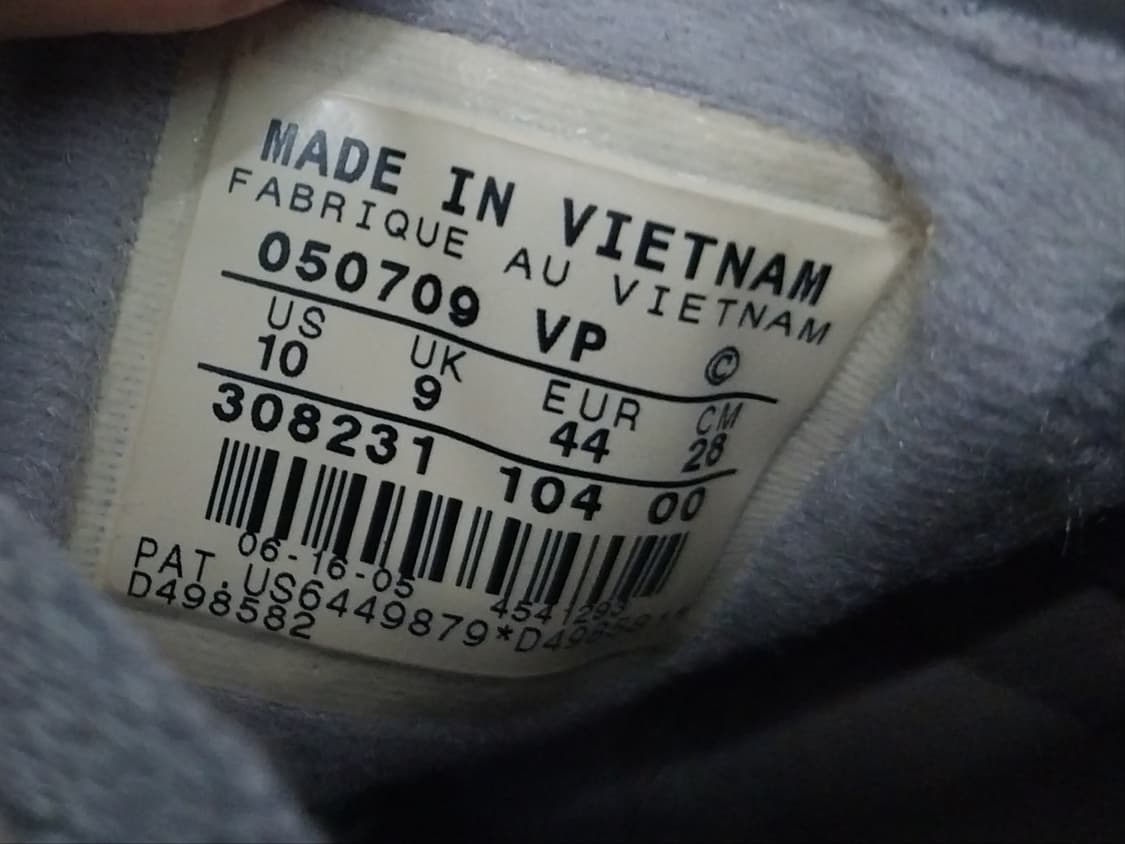 MADE IN VIETNAM
FABRIQUE AU VIETNAM
050709 VP ©
US UK EUR CM
10 9 44 28
308231 104 00
06-16-05
PAT.US6449879*
D498582